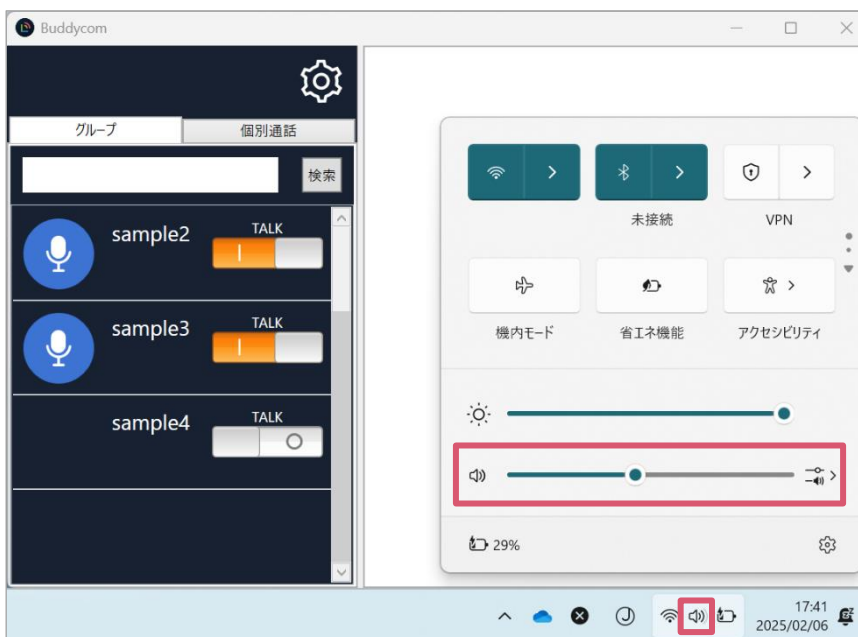 Buddycom
グループ 個別通話
検索
sample2 TALK
sample3 TALK
sample4 TALK
未接続 VPN
機内モード 省エネ機能 アクセシビリティ
29%
17:41
2025/02/06